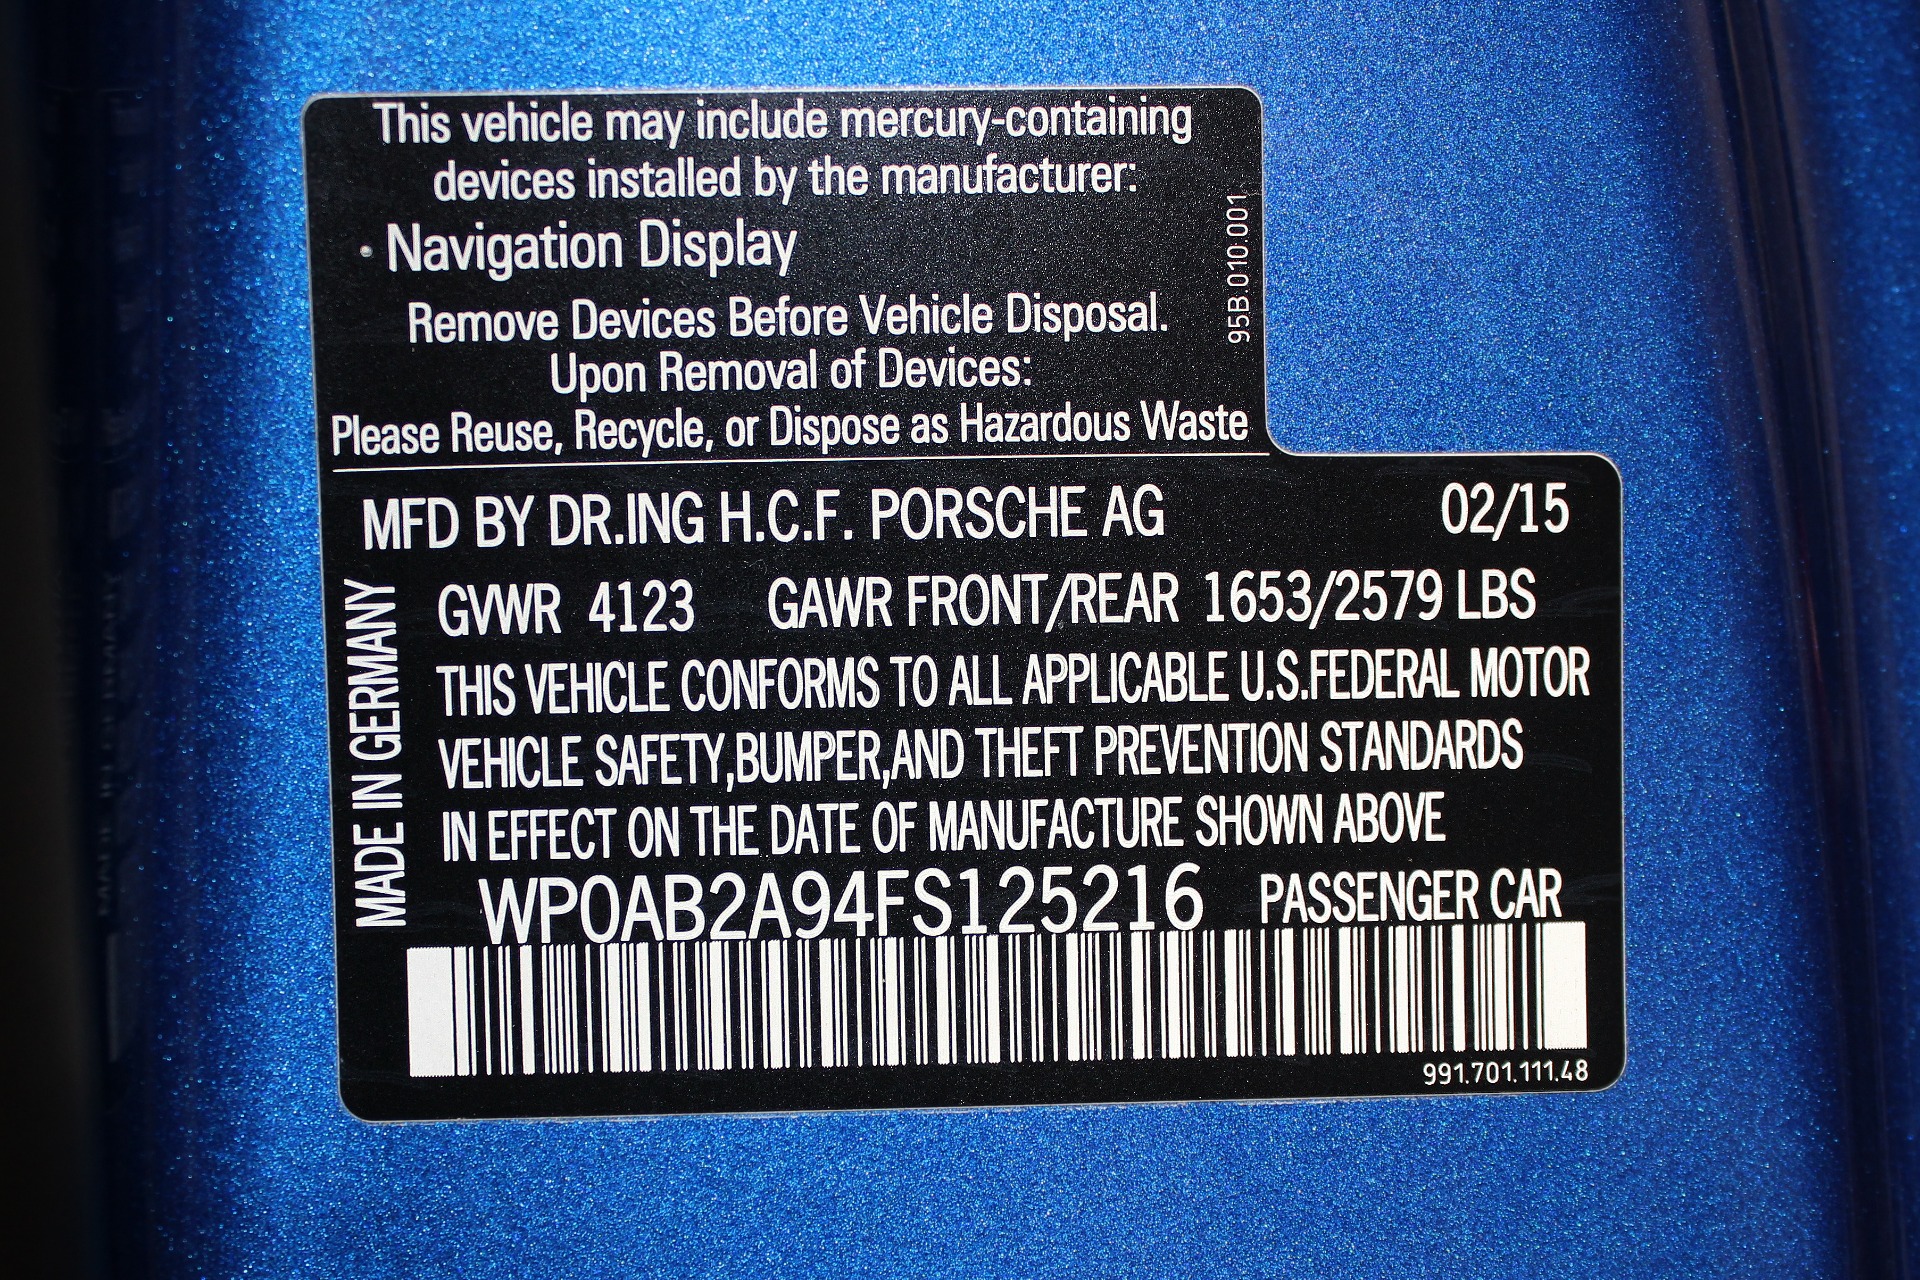 This vehicle may include mercury-containing
devices installed by the manufacturer:
· Navigation Display
Remove Devices Before Vehicle Disposal.
Upon Removal of Devices:
Please Reuse, Recycle, or Dispose as Hazardous Waste
95B.010.001
MFD BY DR.ING H.C.F. PORSCHE AG 02/15
GVWR 4123 GAWR FRONT/REAR 1653/2579 LBS
THIS VEHICLE CONFORMS TO ALL APPLICABLE U.S.FEDERAL MOTOR
VEHICLE SAFETY,BUMPER,AND THEFT PREVENTION STANDARDS
IN EFFECT ON THE DATE OF MANUFACTURE SHOWN ABOVE
WP0AB2A94FS125216 PASSENGER CAR
MADE IN GERMANY
991.701.111.48